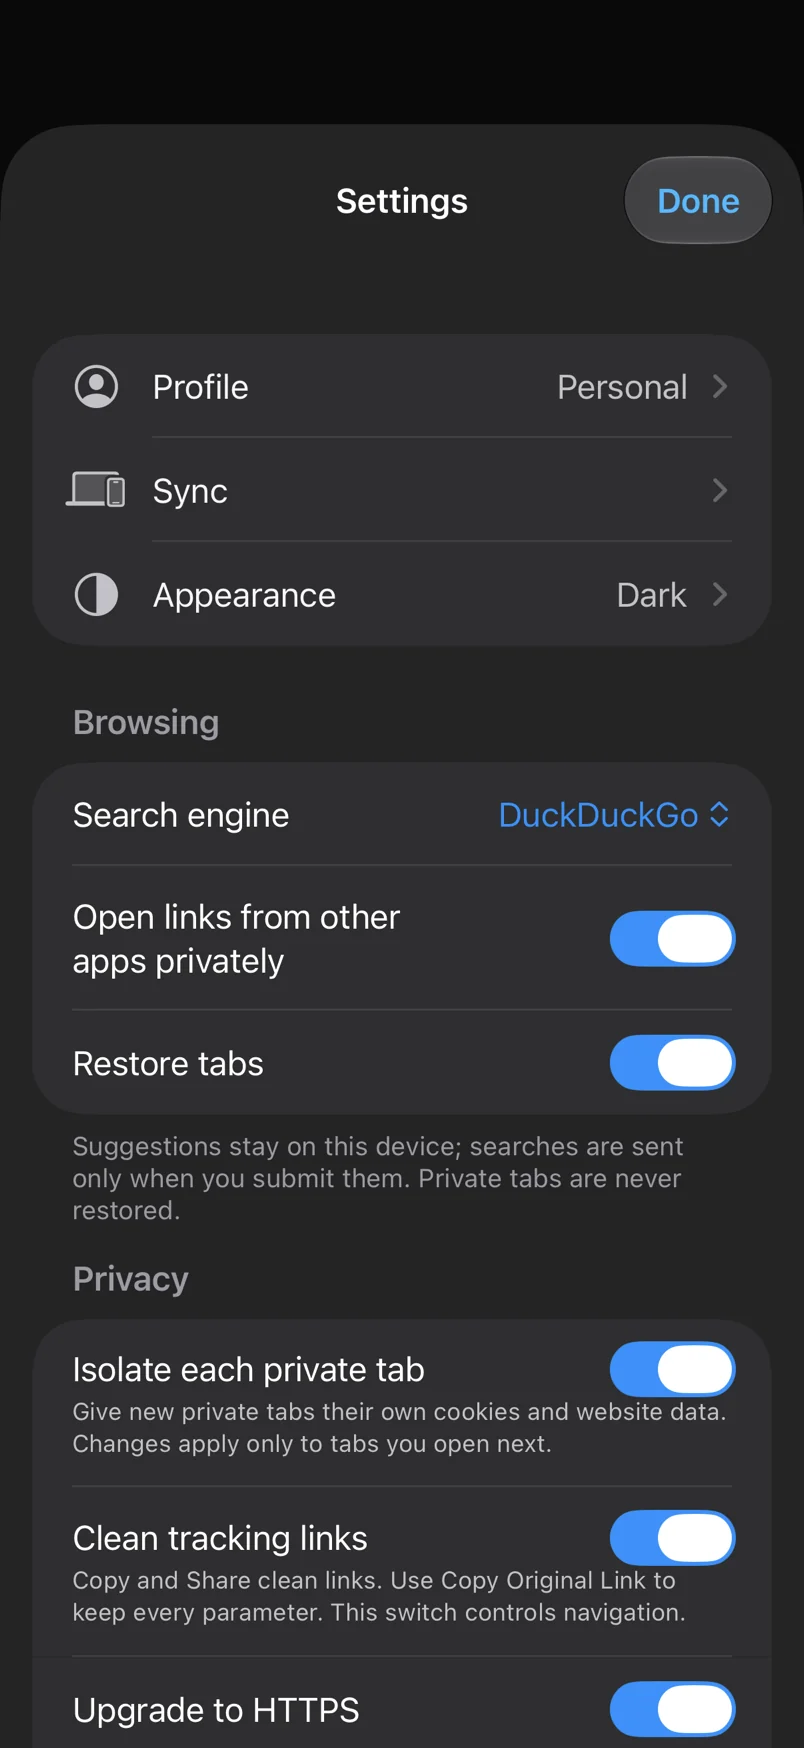 Settings
Done
Profile
Personal
Sync
Appearance
Dark
Browsing
Search engine
DuckDuckGo
Open links from other
apps privately
Restore tabs
Suggestions stay on this device; searches are sent
only when you submit them. Private tabs are never
restored.
Privacy
Isolate each private tab
Give new private tabs their own cookies and website data.
Changes apply only to tabs you open next.
Clean tracking links
Copy and Share clean links. Use Copy Original Link to
keep every parameter. This switch controls navigation.
Upgrade to HTTPS